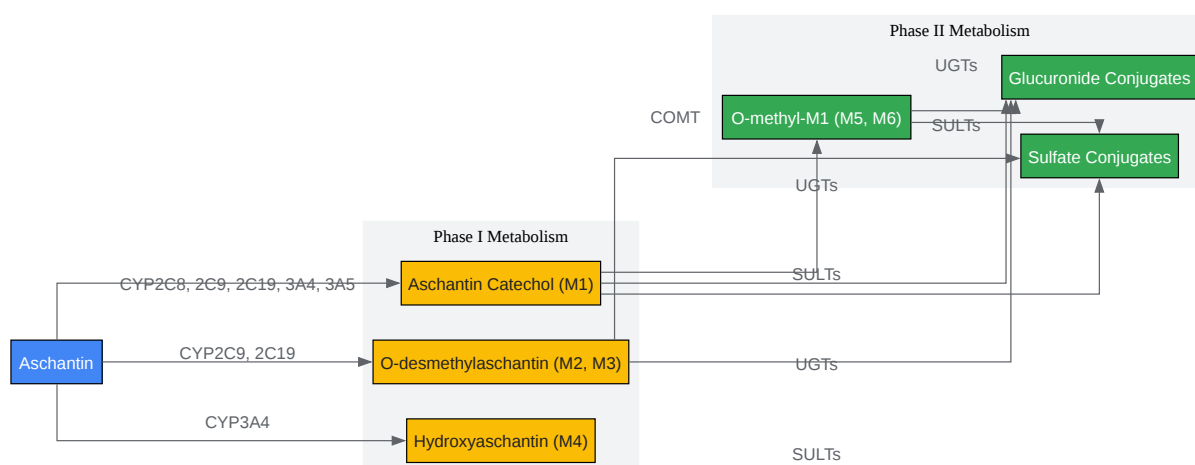 Phase II Metabolism
UGTs
Glucuronide Conjugates
COMT
O-methyl-M1 (M5, M6)
SULTs
Sulfate Conjugates
UGTs
Phase I Metabolism
CYP2C8, 2C9, 2C19, 3A4, 3A5
Aschantin Catechol (M1)
SULTs
Aschantin
CYP2C9, 2C19
O-desmethylaschantin (M2, M3)
UGTs
CYP3A4
Hydroxyaschantin (M4)
SULTs